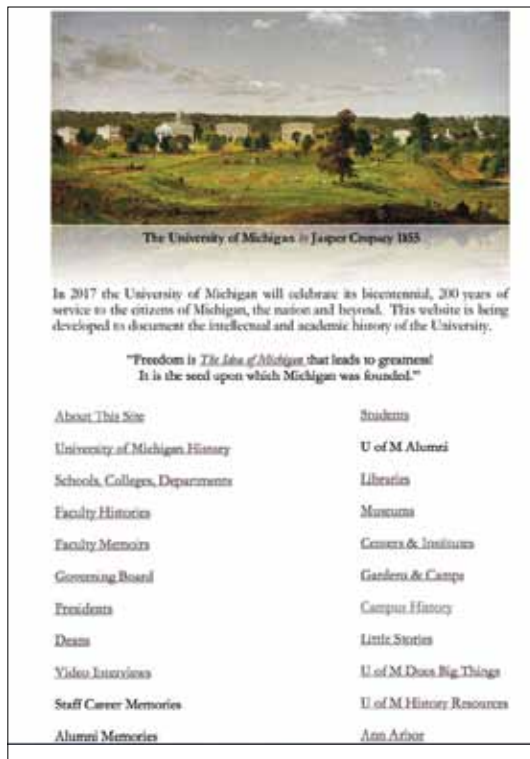 The University of Michigan by Jasper Cropsey 1855
In 2017 the University of Michigan will celebrate its bicentennial, 200 years of
service to the citizens of Michigan, the nation and beyond. This website is being
developed to document the intellectual and academic history of the University.
"Freedom is The Idea of Michigan that leads to greatness!
It is the seed upon which Michigan was founded."
About This Site
University of Michigan History
Schools, Colleges, Departments
Faculty Histories
Faculty Memoirs
Governing Board
Presidents
Deans
Video Interviews
Staff Career Memories
Alumni Memories
Students
U of M Alumni
Libraries
Museums
Centers & Institutes
Gardens & Camps
Campus History
Little Stories
U of M Does Big Things
U of M History Resources
Ann Arbor